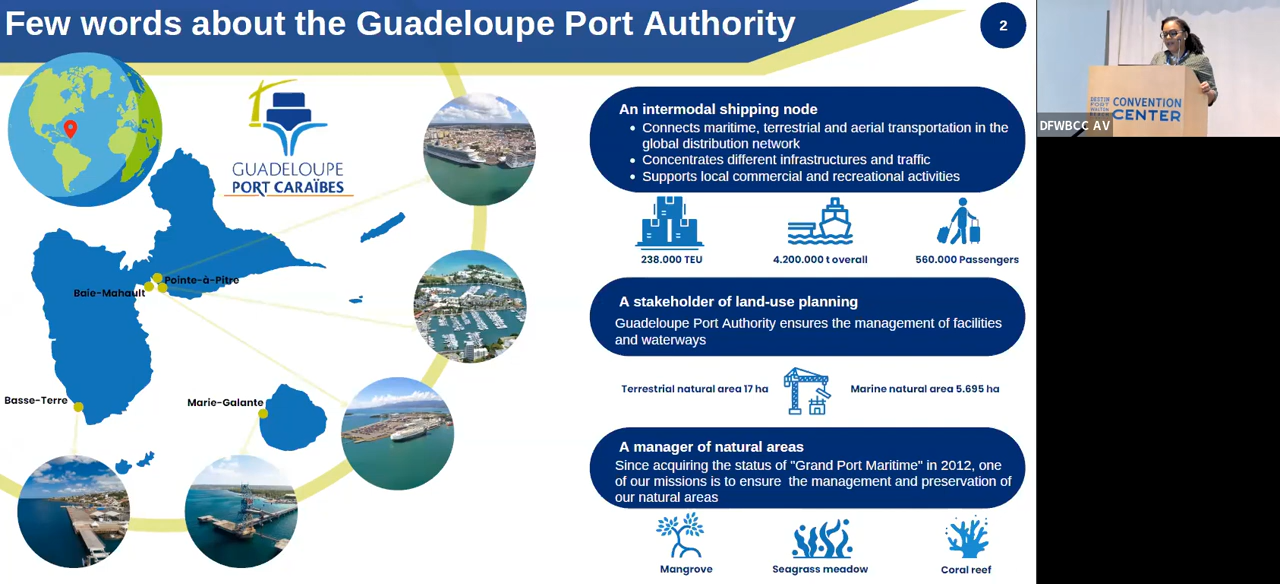 Few words about the Guadeloupe Port Authority
2
GUADELOUPE
PORT CARAÏBES
Pointe-à-Pitre
Baie-Mahault
Basse-Terre
Marie-Galante
An intermodal shipping node
• Connects maritime, terrestrial and aerial transportation in the
global distribution network
• Concentrates different infrastructures and traffic
• Supports local commercial and recreational activities
238.000 TEU
4.200.000 t overall
560.000 Passengers
A stakeholder of land-use planning
Guadeloupe Port Authority ensures the management of facilities
and waterways
Terrestrial natural area 17 ha
Marine natural area 5.695 ha
A manager of natural areas
Since acquiring the status of "Grand Port Maritime" in 2012, one
of our missions is to ensure  the management and preservation of
our natural areas
Mangrove
Seagrass meadow
Coral reef
DESTIN
FORT
WALTON
BEACH
CONVENTION
CENTER
DFWBCC AV